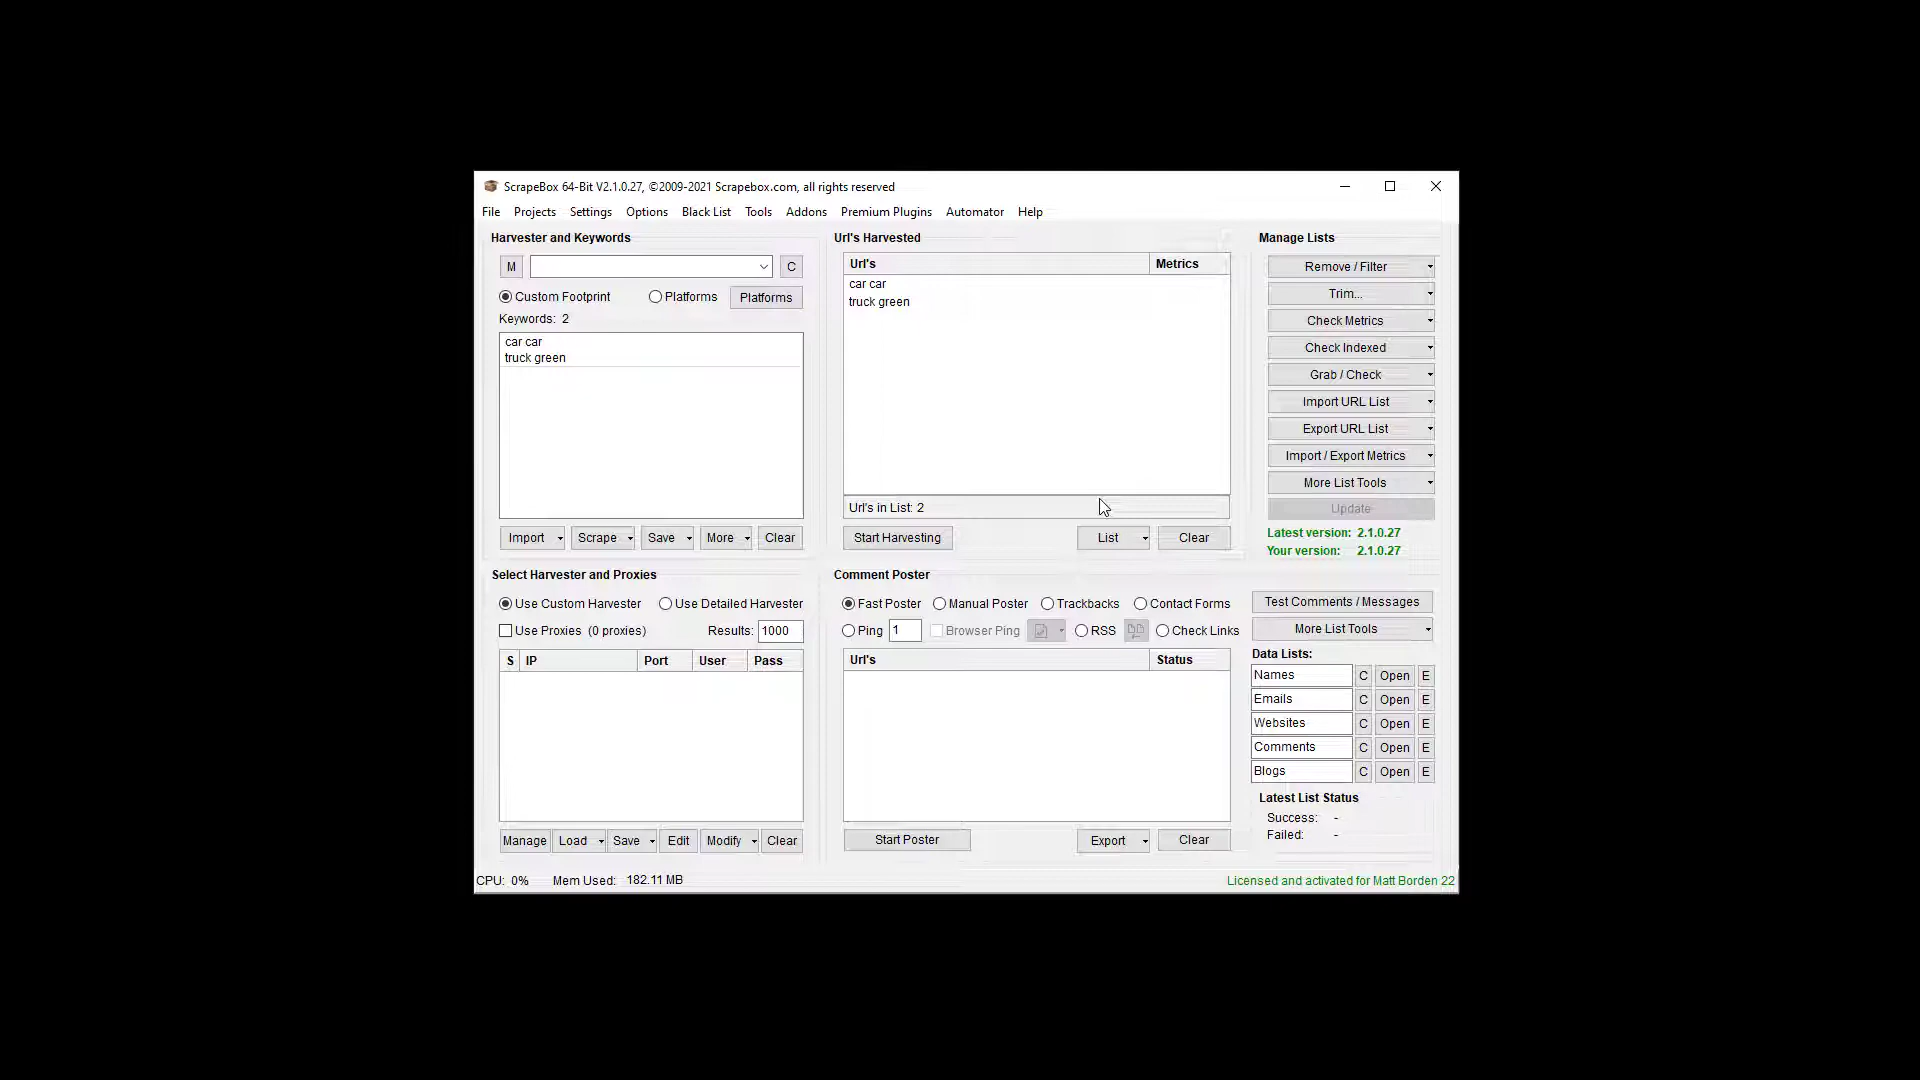 ScrapeBox 64-Bit V2.1.0.27, ©2009-2021 Scrapebox.com, all rights reserved
File Projects Settings Options Black List Tools Addons Premium Plugins Automator Help
Harvester and Keywords
M C
Custom Footprint Platforms Platforms
Keywords: 2
car car
truck green
Import Scrape Save More Clear
Url's Harvested
Url's Metrics
car car
truck green
Url's in List: 2
Start Harvesting List Clear
Manage Lists
Remove / Filter
Trim...
Check Metrics
Check Indexed
Grab / Check
Import URL List
Export URL List
Import / Export Metrics
More List Tools
Update
Latest version: 2.1.0.27
Your version: 2.1.0.27
Select Harvester and Proxies
Use Custom Harvester Use Detailed Harvester
Use Proxies (0 proxies) Results: 1000
S IP Port User Pass
Manage Load Save Edit Modify Clear
Comment Poster
Fast Poster Manual Poster Trackbacks Contact Forms
Ping 1 Browser Ping RSS Check Links
Url's Status
Start Poster Export Clear
Test Comments / Messages
More List Tools
Data Lists:
Names C Open E
Emails C Open E
Websites C Open E
Comments C Open E
Blogs C Open E
Latest List Status
Success: -
Failed: -
CPU: 0% Mem Used: 182.11 MB
Licensed and activated for Matt Borden 22